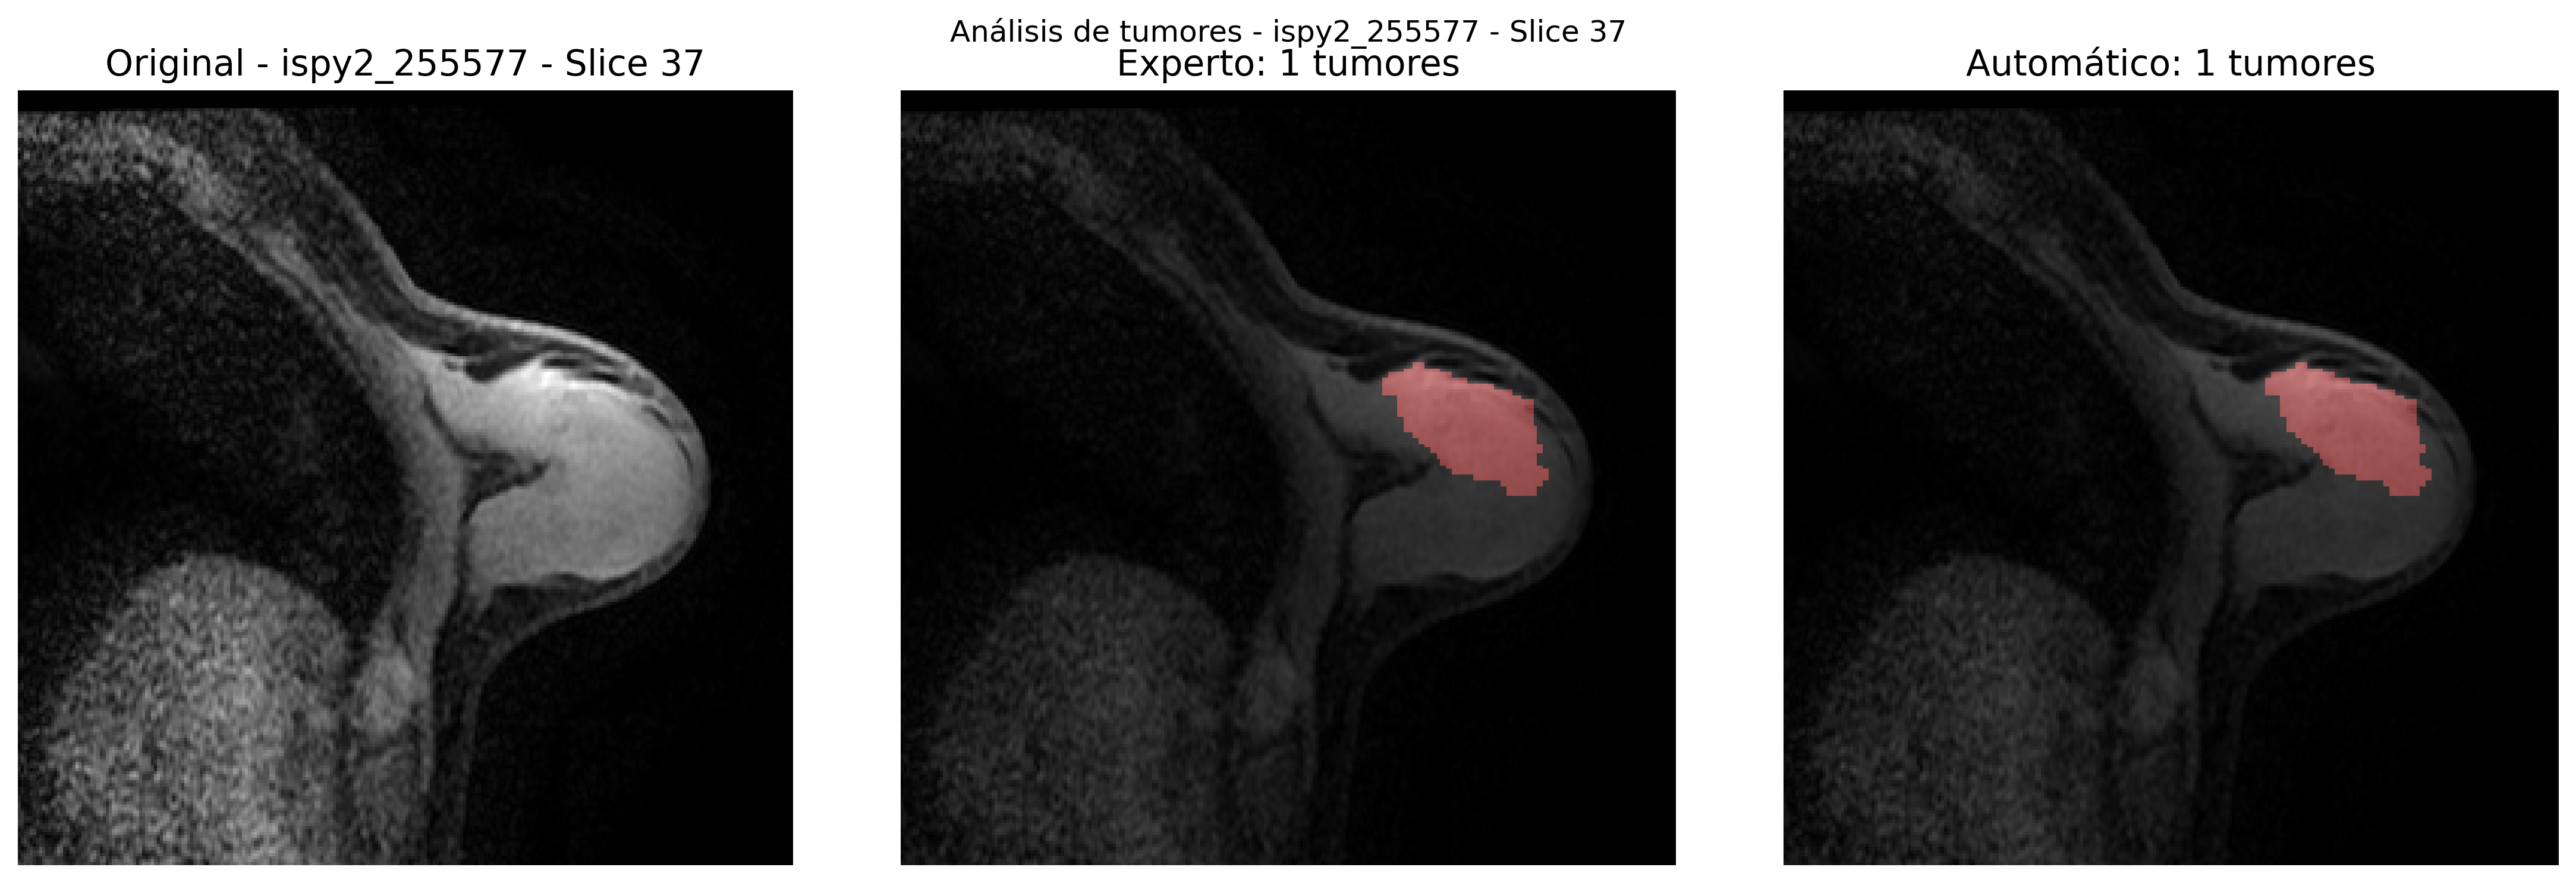 Análisis de tumores - ispy2_255577 - Slice 37
Original - ispy2_255577 - Slice 37
Experto: 1 tumores
Automático: 1 tumores